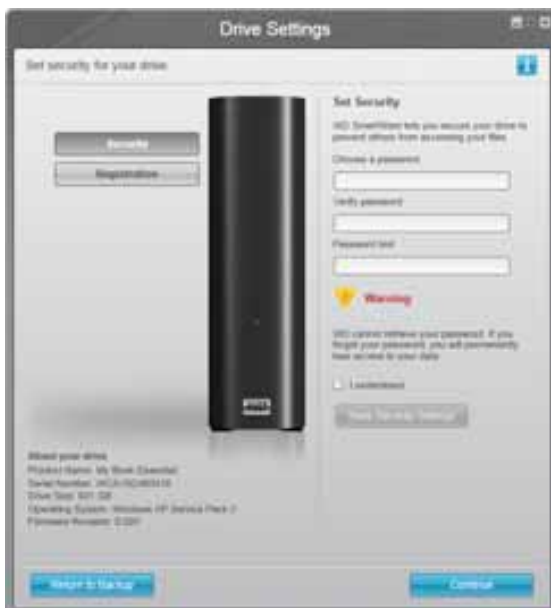 Drive Settings
Set security for your drive
Security
Registration
Set Security
WD SmartWare lets you secure your drive to
prevent others from accessing your files.
Choose a password
Verify password
Password hint
Warning
WD cannot retrieve your password. If you
forget your password, you will permanently
lose access to your data
I understand
Save Security Settings
About your drive
Product Name: My Book Essential
Serial Number:
Drive Size: 931 GB
Operating System: Windows XP Service Pack
Firmware Revision:
Return to Backup
Continue